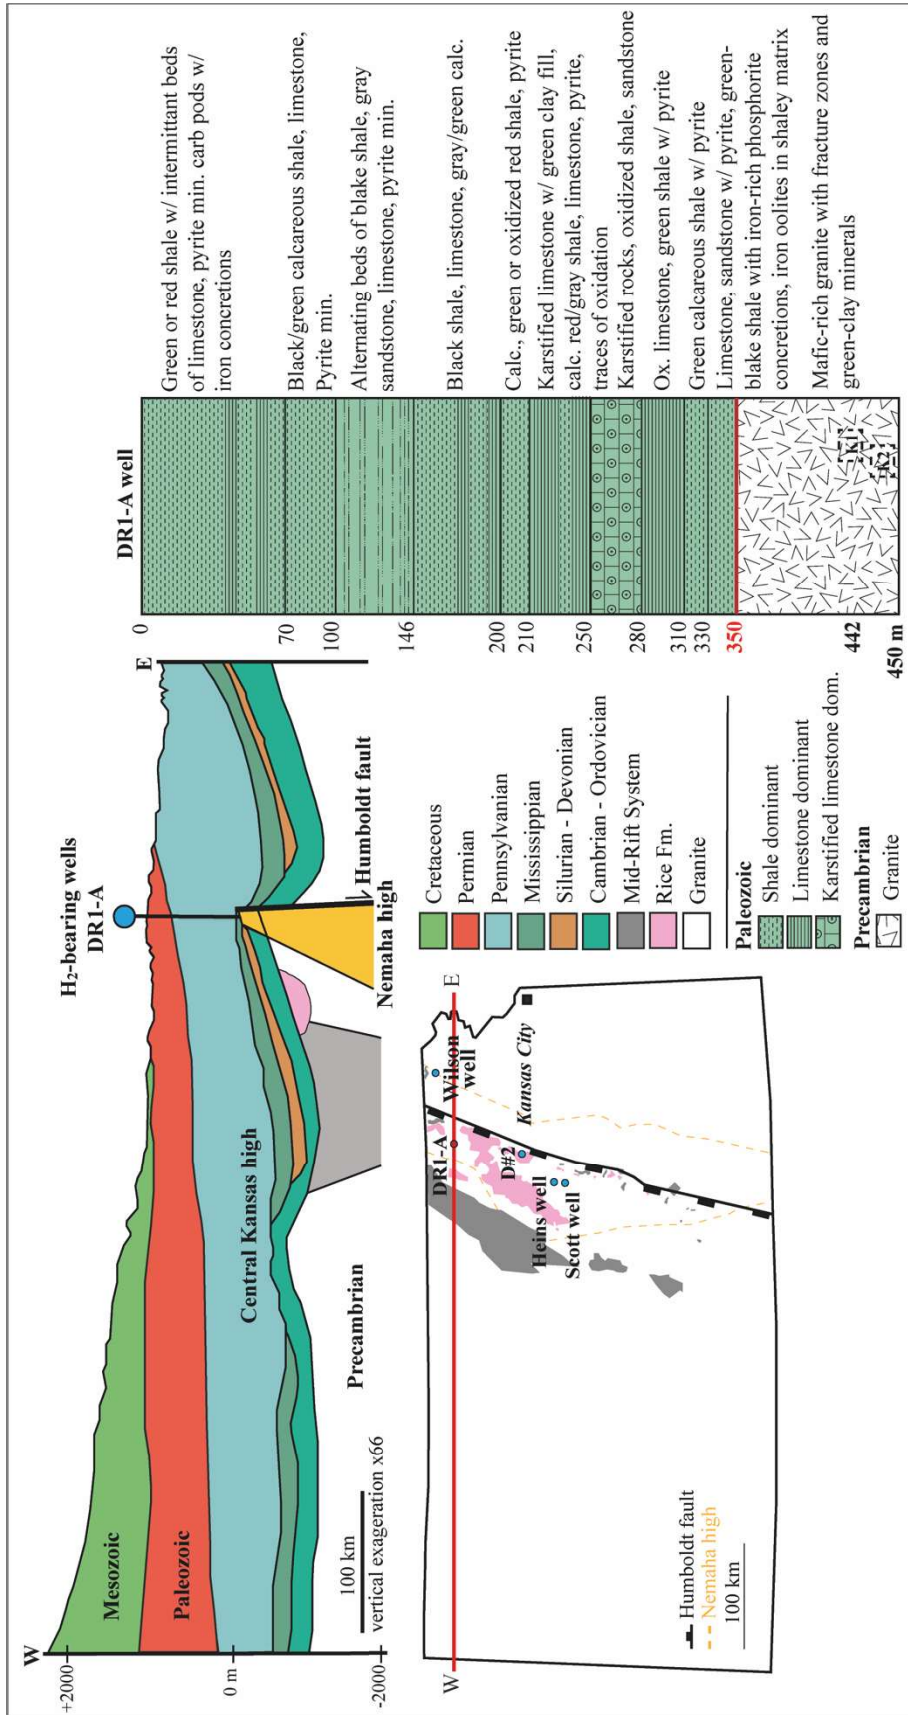 W
+2000
0 m
-2000
Mesozoic
Paleozoic
Central Kansas high
Precambrian
100 km
vertical exageration x66
H₂-bearing wells
DR1-A
Nemaha high
Humboldt fault
E
W
E
DR1-A
Wilson
well
D#2
Heins well
Scott well
Kansas City
Humboldt fault
Nemaha high
100 km
Cretaceous
Permian
Pennsylvanian
Mississippian
Silurian - Devonian
Cambrian - Ordovician
Mid-Rift System
Rice Fm.
Granite
Paleozoic
Shale dominant
Limestone dominant
Karstified limestone dom.
Precambrian
Granite
DR1-A well
0
70
100
146
200
210
250
280
310
330
350
442
450 m
K1
K2
Green or red shale w/ intermittant beds
of limestone, pyrite min. carb pods w/
iron concretions
Black/green calcareous shale, limestone,
Pyrite min.
Alternating beds of blake shale, gray
sandstone, limestone, pyrite min.
Black shale, limestone, gray/green calc.
Calc., green or oxidized red shale, pyrite
Karstified limestone w/ green clay fill,
calc. red/gray shale, limestone, pyrite,
traces of oxidation
Karstified rocks, oxidized shale, sandstone
Ox. limestone, green shale w/ pyrite
Green calcareous shale w/ pyrite
Limestone, sandstone w/ pyrite, green-
blake shale with iron-rich phosphorite
concretions, iron oolites in shaley matrix
Mafic-rich granite with fracture zones and
green-clay minerals